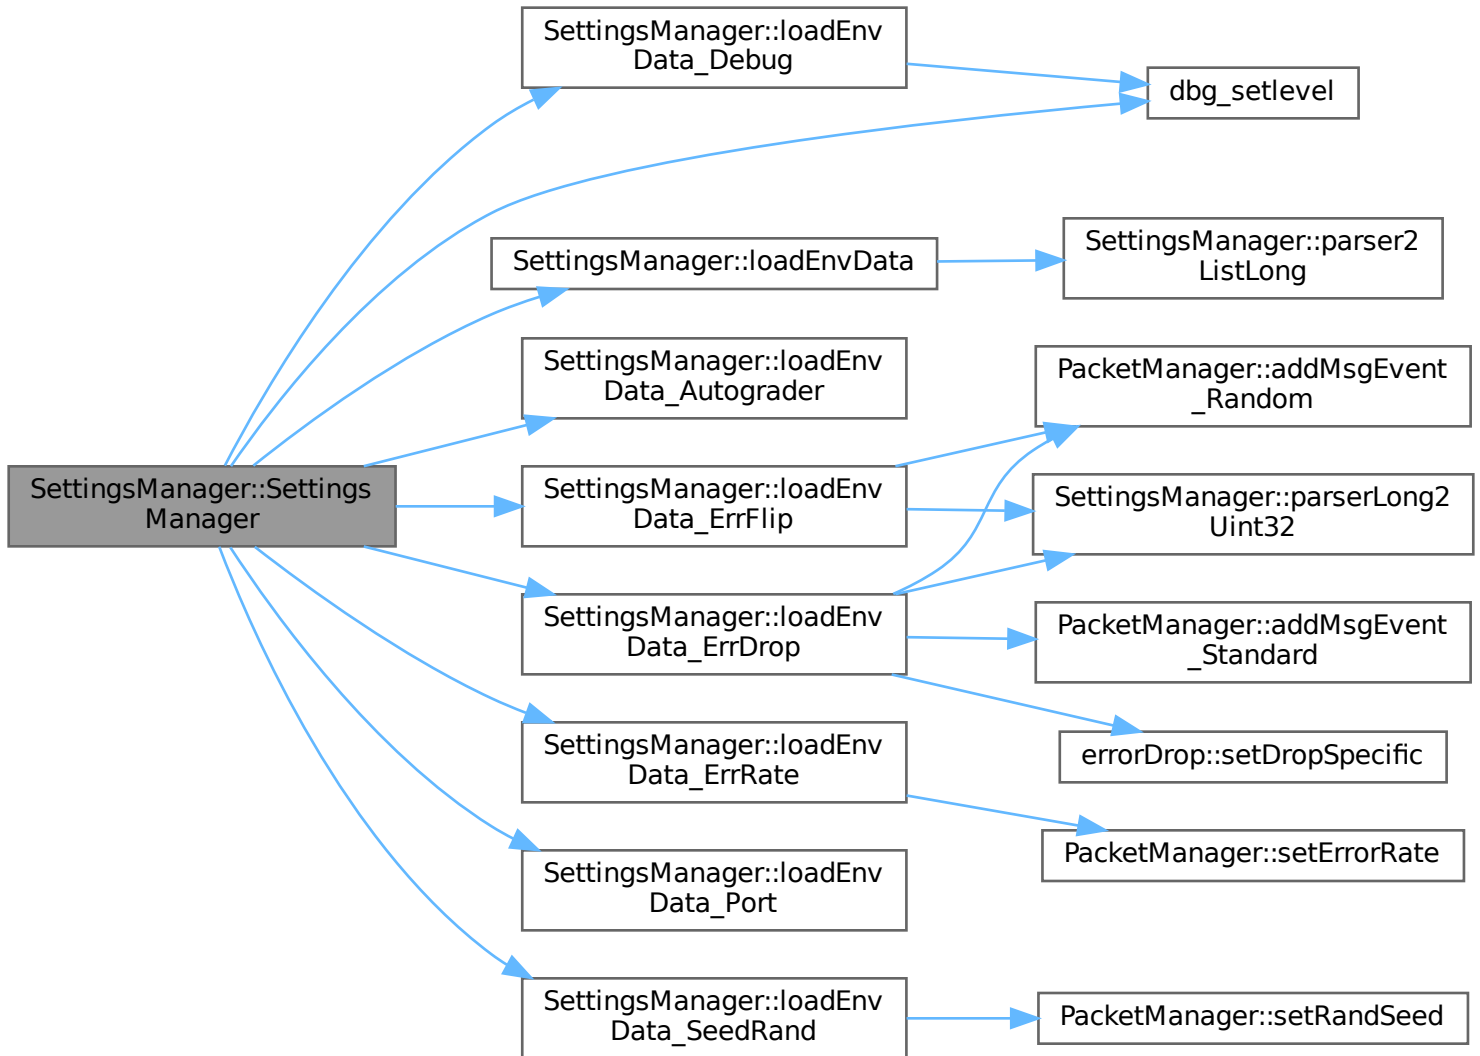 SettingsManager::Settings
Manager
SettingsManager::loadEnv
Data_Debug
dbg_setlevel
SettingsManager::loadEnvData
SettingsManager::parser2
ListLong
SettingsManager::loadEnv
Data_Autograder
SettingsManager::loadEnv
Data_ErrFlip
PacketManager::addMsgEvent
_Random
SettingsManager::parserLong2
Uint32
SettingsManager::loadEnv
Data_ErrDrop
PacketManager::addMsgEvent
_Standard
errorDrop::setDropSpecific
SettingsManager::loadEnv
Data_ErrRate
PacketManager::setErrorRate
SettingsManager::loadEnv
Data_Port
SettingsManager::loadEnv
Data_SeedRand
PacketManager::setRandSeed